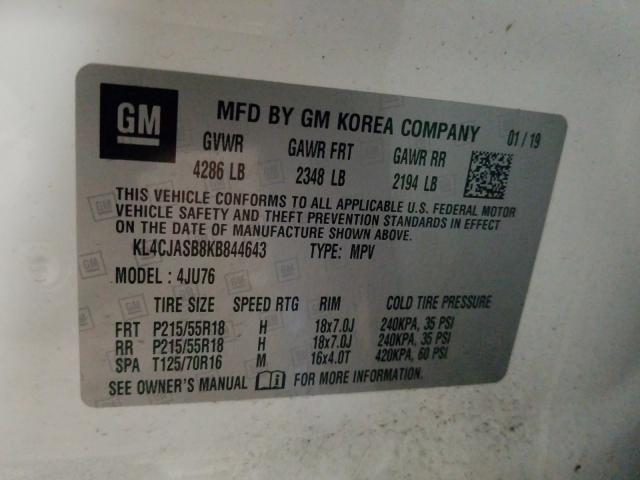 GM
MFD BY GM KOREA COMPANY 01 / 19
GVWR GAWR FRT GAWR RR
4286 LB 2348 LB 2194 LB
THIS VEHICLE CONFORMS TO ALL APPLICABLE U.S. FEDERAL MOTOR
VEHICLE SAFETY AND THEFT PREVENTION STANDARDS IN EFFECT
ON THE DATE OF MANUFACTURE SHOWN ABOVE.
KL4CJASB8KB844643 TYPE: MPV
MODEL: 4JU76
TIRE SIZE SPEED RTG RIM COLD TIRE PRESSURE
FRT P215/55R18 H 18x7.0J 240KPA, 35 PSI
RR P215/55R18 H 18x7.0J 240KPA, 35 PSI
SPA T125/70R16 M 16x4.0T 420KPA, 60 PSI
SEE OWNER'S MANUAL FOR MORE INFORMATION.